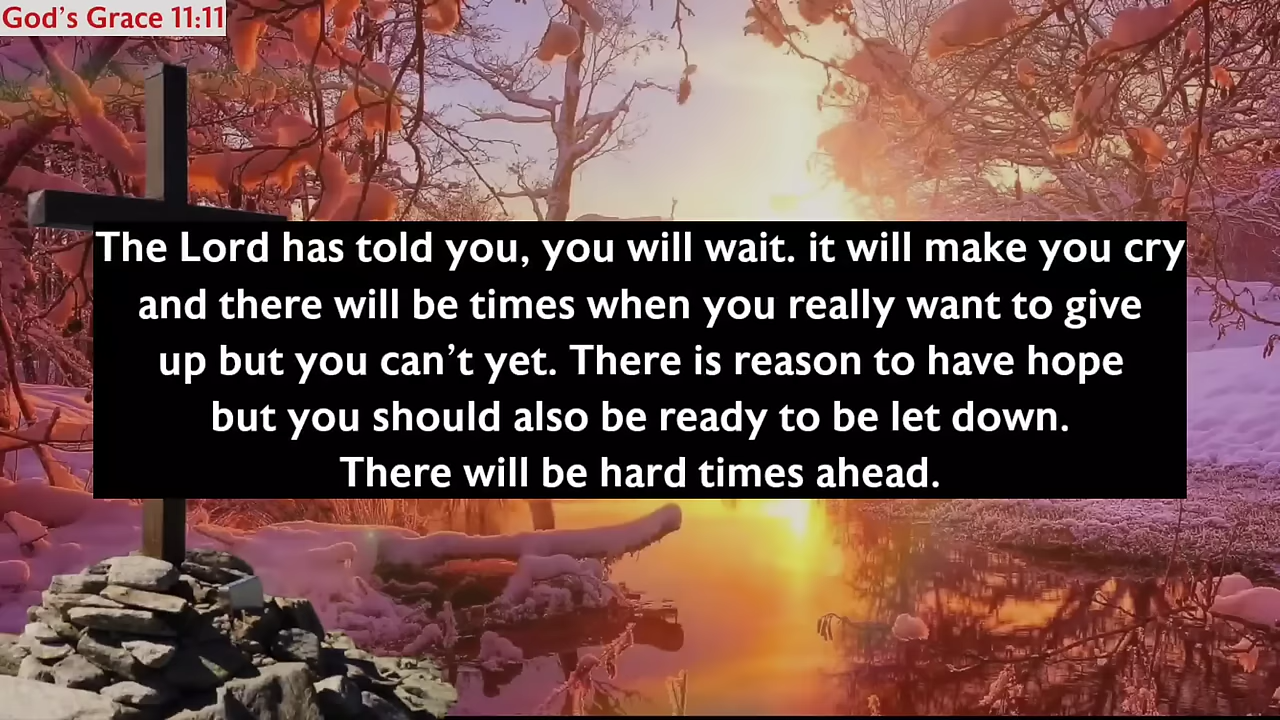 God's Grace 11:11
The Lord has told you, you will wait. it will make you cry
and there will be times when you really want to give
up but you can't yet. There is reason to have hope
but you should also be ready to be let down.
There will be hard times ahead.